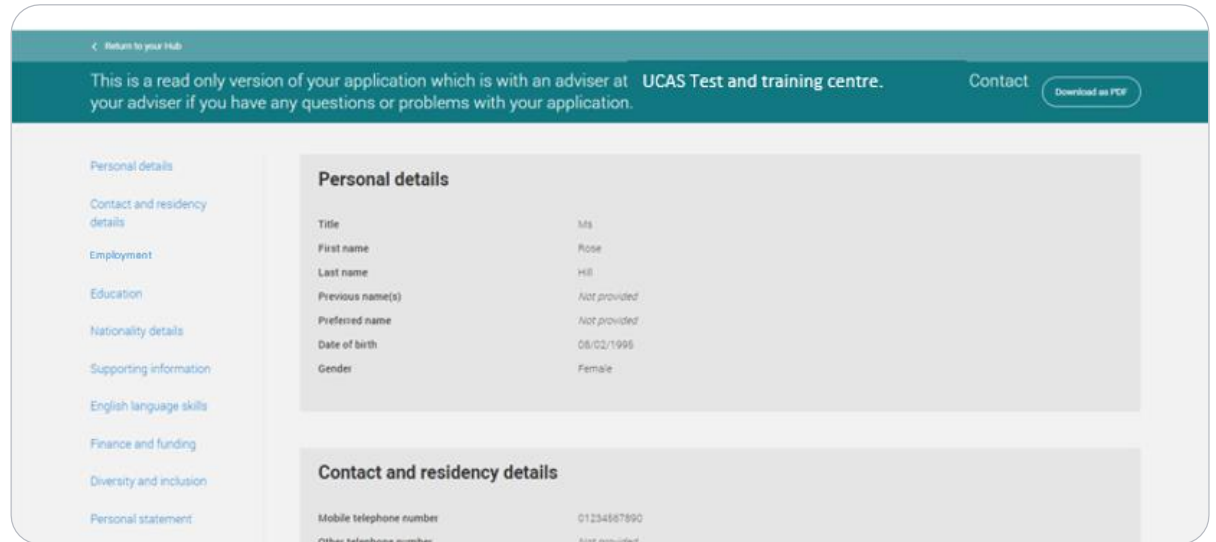 Return to your Hub
This is a read only version of your application which is with an adviser at UCAS Test and training centre. Contact
your adviser if you have any questions or problems with your application.
Download as PDF
Personal details
Contact and residency
details
Employment
Education
Nationality details
Supporting information
English language skills
Finance and funding
Diversity and inclusion
Personal statement
Personal details
Title Ms
First name Rose
Last name Hill
Previous name(s) Not provided
Preferred name Not provided
Date of birth 08/02/1995
Gender Female
Contact and residency details
Mobile telephone number 01234567890
Other telephone number Not provided